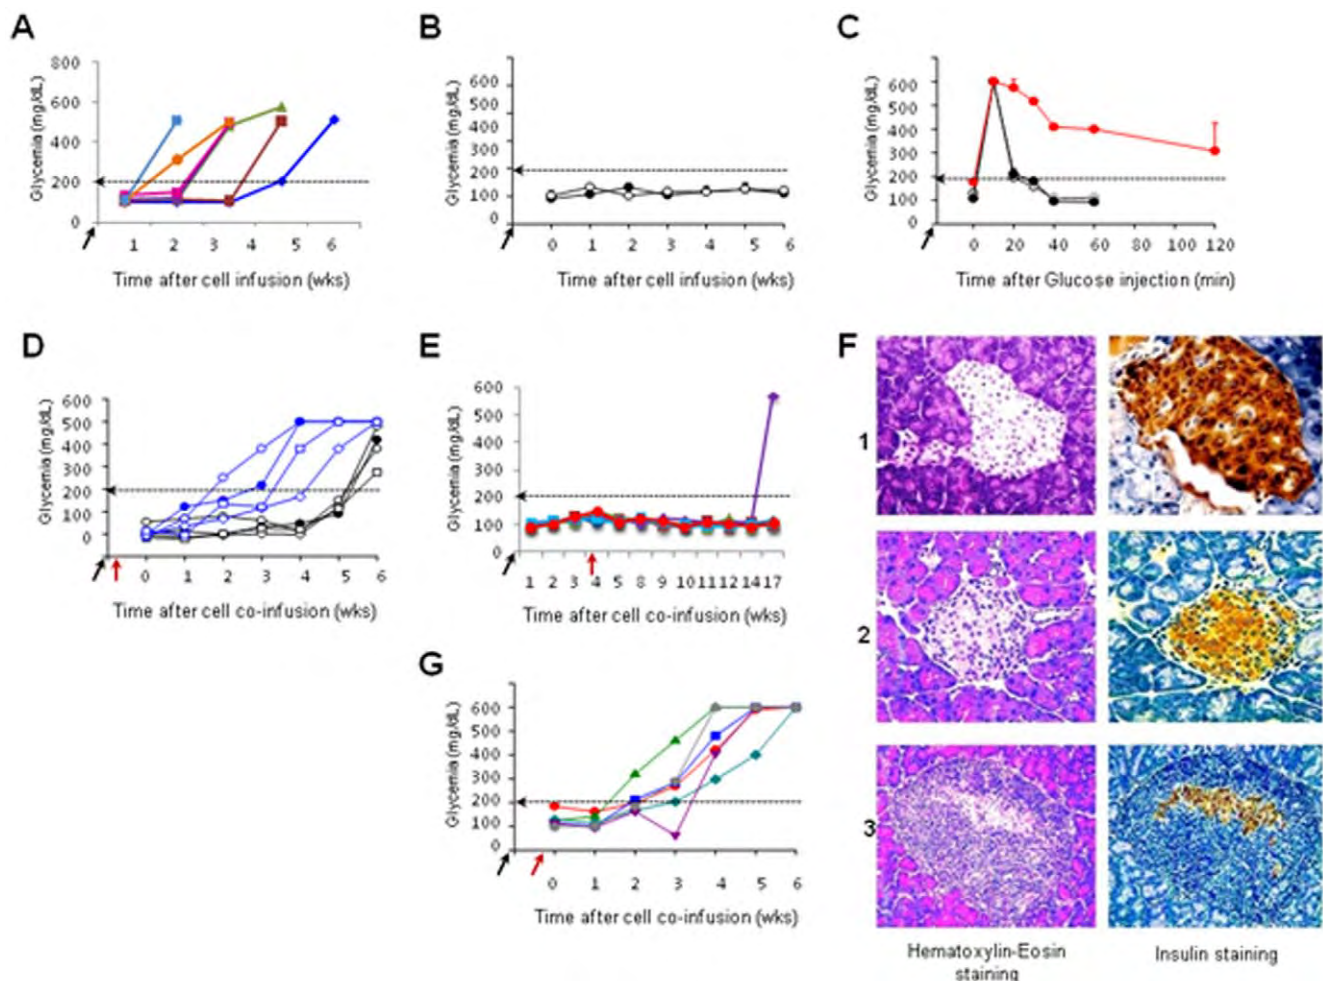 A
Glycemia (mg/dL)
800
600
400
200
0
1 2 3 4 5 6
Time after cell infusion (wks)
B
Glycemia (mg/dL)
600
500
400
300
200
100
0
0 1 2 3 4 5 6
Time after cell infusion (wks)
C
Glycemia (mg/dL)
600
500
400
300
200
100
0
0 20 40 60 80 100 120
Time after Glucose injection (min)
D
Glycemia (mg/dL)
600
500
400
300
200
100
0
0 1 2 3 4 5 6
Time after cell co-infusion (wks)
E
Glycemia (mg/dL)
600
500
400
300
200
100
0
1 2 3 4 5 8 9 10 11 12 14 17
Time after cell co-infusion (wks)
F
1
2
3
Hematoxylin-Eosin
staining
Insulin staining
G
Glycemia (mg/dL)
600
500
400
300
200
100
0
0 1 2 3 4 5 6
Time after cell co-infusion (wks)